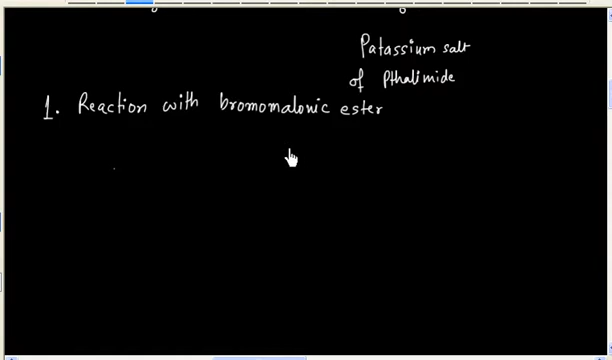 Patassium salt
of Pthalimide
1. Reaction with bromomalonic ester